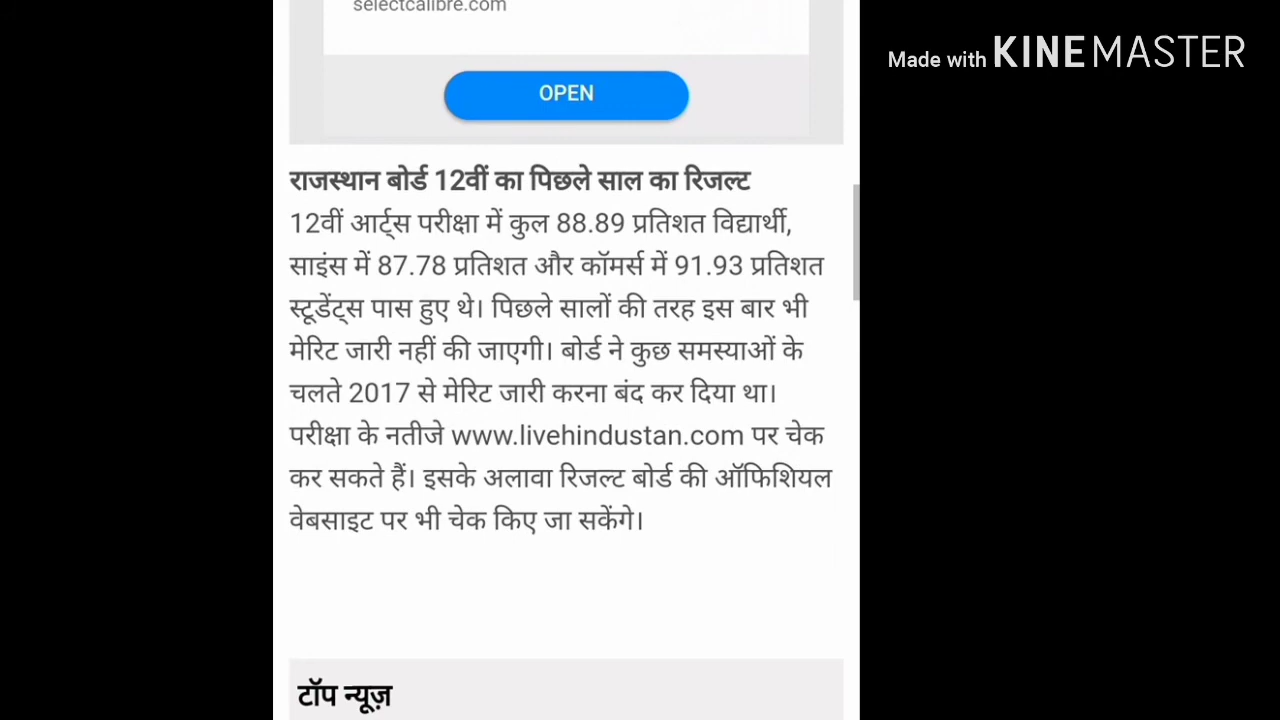 selectcalibre.com
Made with KINEMASTER
OPEN
राजस्थान बोर्ड 12वीं का पिछले साल का रिजल्ट
12वीं आर्ट्स परीक्षा में कुल 88.89 प्रतिशत विद्यार्थी,
साइंस में 87.78 प्रतिशत और कॉमर्स में 91.93 प्रतिशत
स्टूडेंट्स पास हुए थे। पिछले सालों की तरह इस बार भी
मेरिट जारी नहीं की जाएगी। बोर्ड ने कुछ समस्याओं के
चलते 2017 से मेरिट जारी करना बंद कर दिया था।
परीक्षा के नतीजे www.livehindustan.com पर चेक
कर सकते हैं। इसके अलावा रिजल्ट बोर्ड की ऑफिशियल
वेबसाइट पर भी चेक किए जा सकेंगे।
टॉप न्यूज़